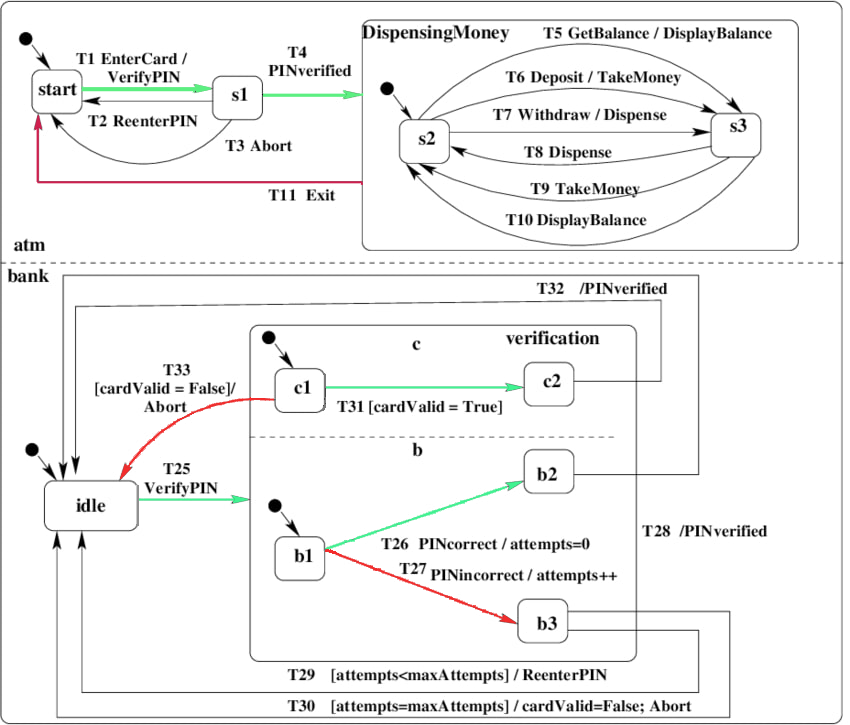 DispensingMoney
T5 GetBalance / DisplayBalance
T1 EnterCard /
VerifyPIN
T4
PINverified
T6 Deposit / TakeMoney
start
s1
T7 Withdraw / Dispense
s2
s3
T2 ReenterPIN
T3 Abort
T8 Dispense
T9 TakeMoney
T11 Exit
T10 DisplayBalance
atm
bank
T32 /PINverified
c
verification
T33
[cardValid = False]/
Abort
c1
c2
T31 [cardValid = True]
b
T25
VerifyPIN
b2
idle
T28 /PINverified
b1
T26 PINcorrect / attempts=0
T27 PINincorrect / attempts++
b3
T29 [attempts<maxAttempts] / ReenterPIN
T30 [attempts=maxAttempts] / cardValid=False; Abort